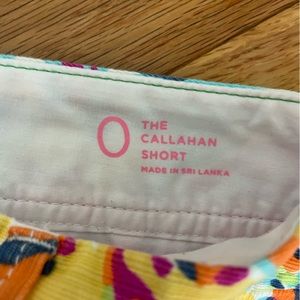 0
THE
CALLAHAN
SHORT
MADE IN SRI LANKA